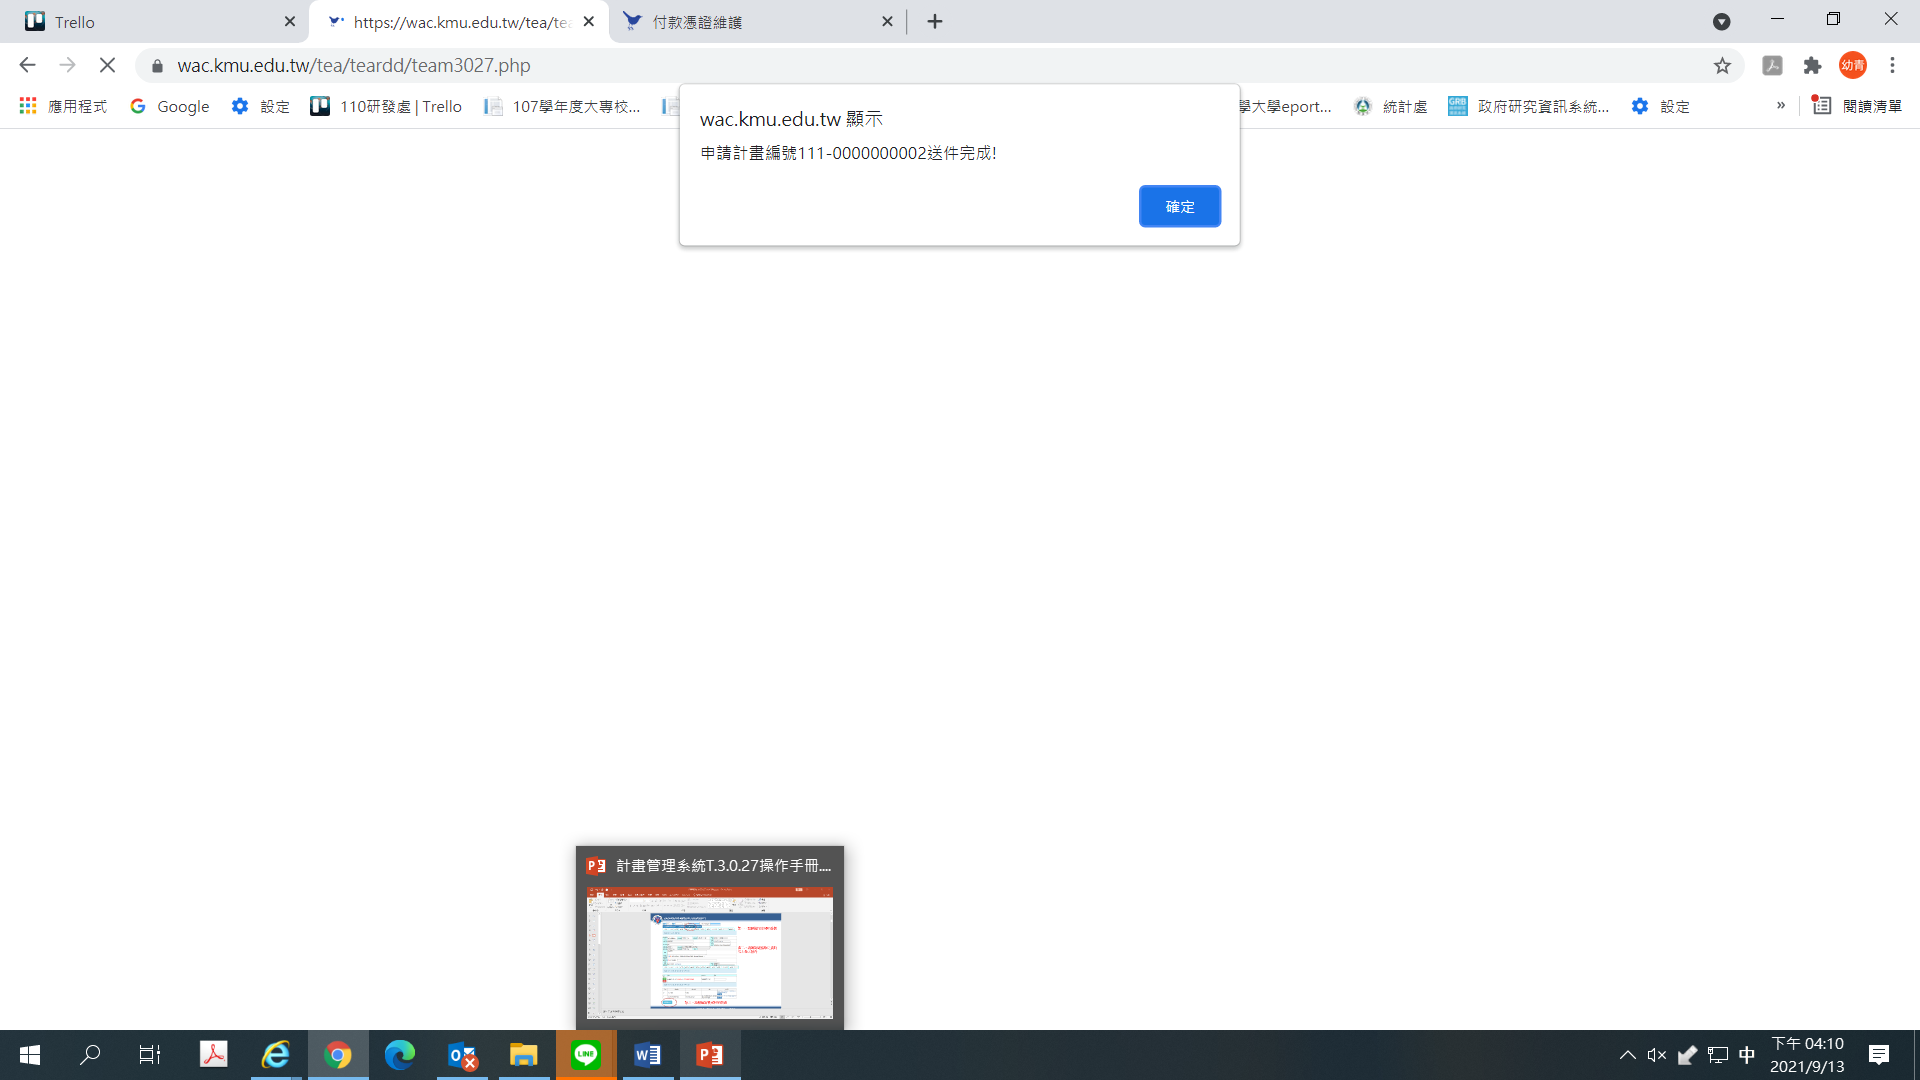 Trello
https://wac.kmu.edu.tw/tea/tea
付款憑證維護
wac.kmu.edu.tw/tea/teardd/team3027.php
幼青
應用程式
Google
設定
110研發處 | Trello
107學年度大專校...
學大學eport...
統計處
GRB
政府研究資訊系統...
設定
»
閱讀清單
wac.kmu.edu.tw 顯示
申請計畫編號111-0000000002送件完成!
確定
計畫管理系統T.3.0.27操作手冊....
LINE
中
下午 04:10
2021/9/13